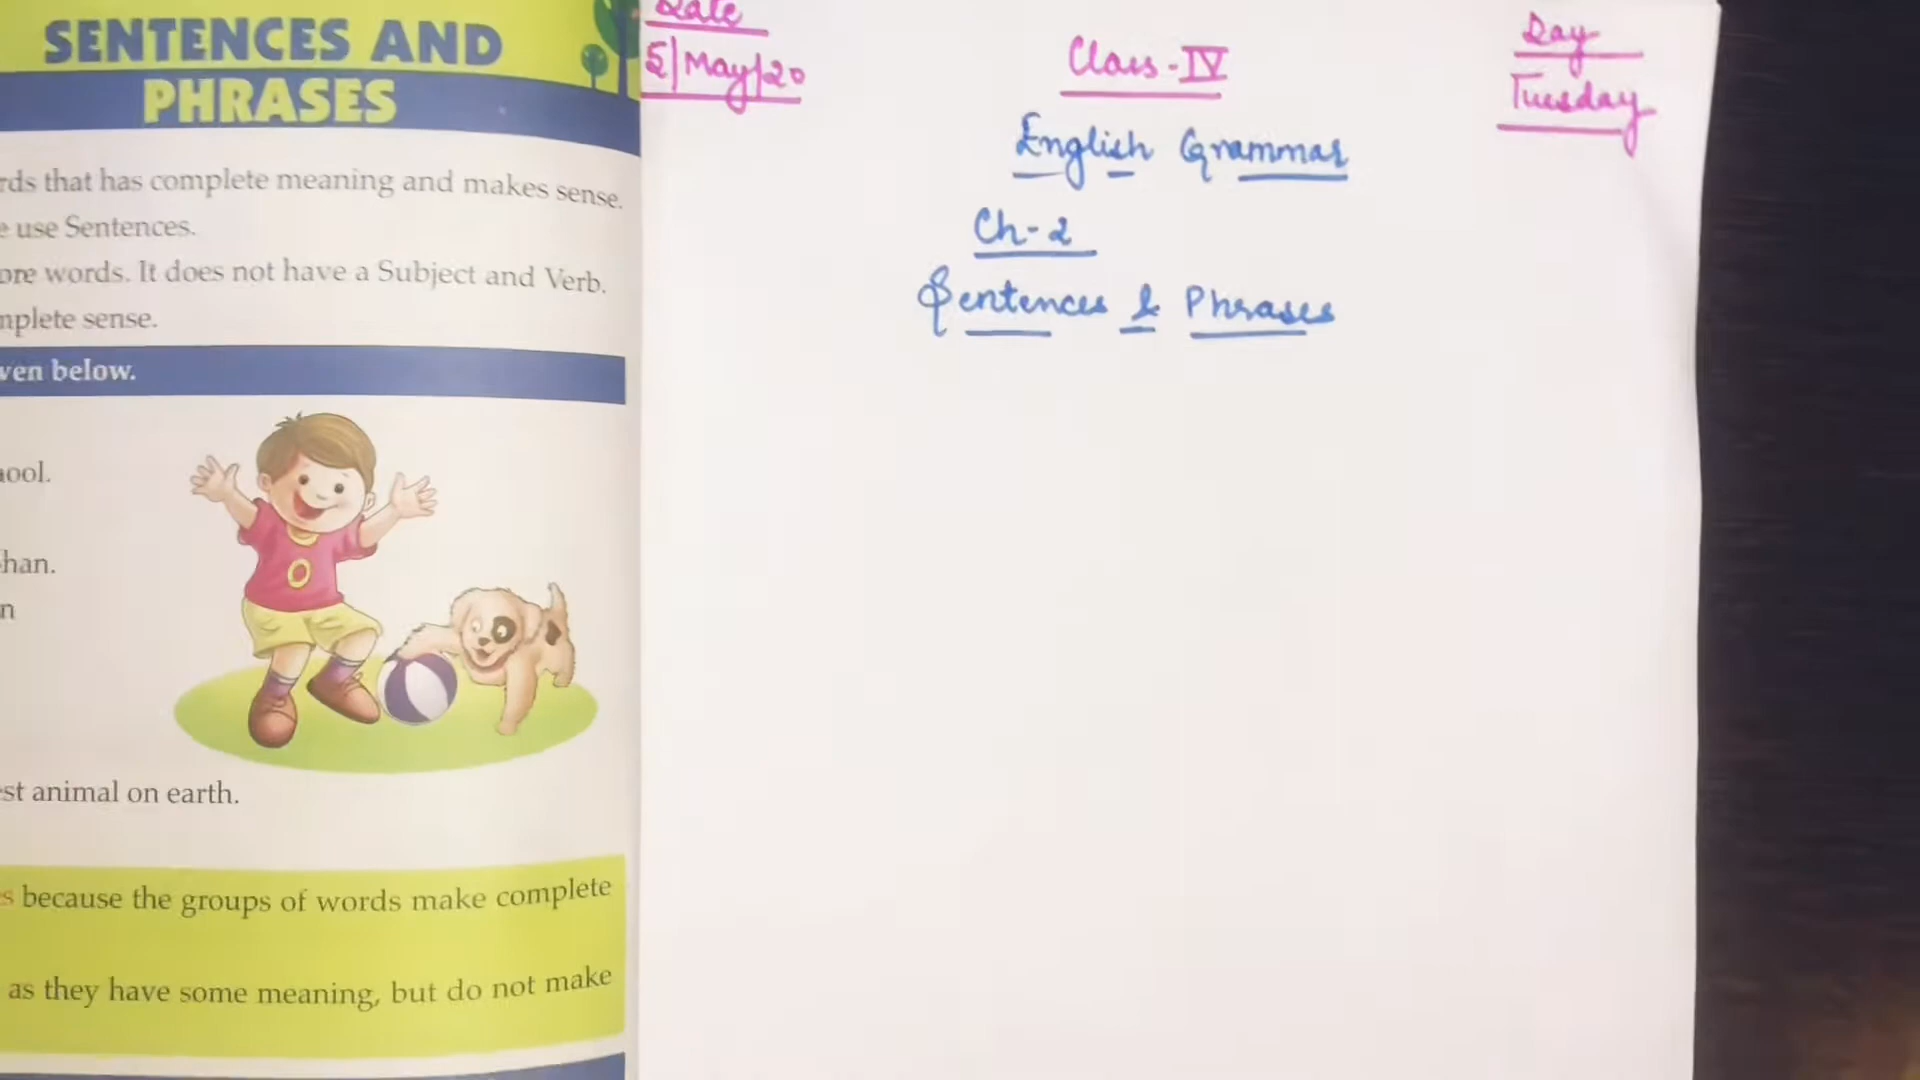 SENTENCES AND
PHRASES
rds that has complete meaning and makes sense.
e use Sentences.
ore words. It does not have a Subject and Verb.
mplete sense.
ven below.
ool.
han.
n
st animal on earth.
s because the groups of words make complete
as they have some meaning, but do not make
Date
5/May/20
Class-IV
Day
Tuesday
English Grammar
Ch-2
Sentences & Phrases